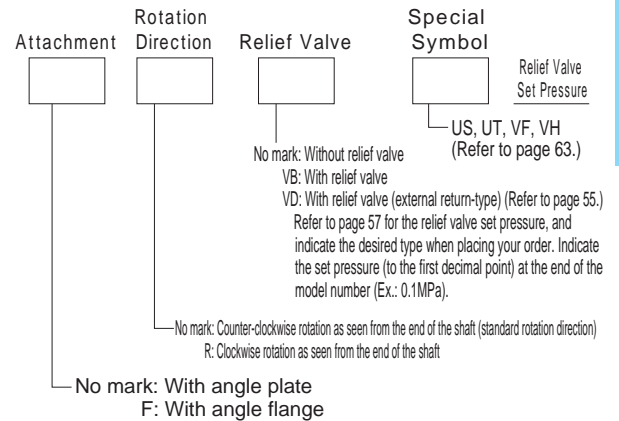 Attachment
Rotation
Direction
Relief Valve
Special
Symbol
Relief Valve
Set Pressure
US, UT, VF, VH
(Refer to page 63.)
No mark: Without relief valve
VB: With relief valve
VD: With relief valve (external return-type) (Refer to page 55.)
Refer to page 57 for the relief valve set pressure, and
indicate the desired type when placing your order. Indicate
the set pressure (to the first decimal point) at the end of the
model number (Ex.: 0.1MPa).
No mark: Counter-clockwise rotation as seen from the end of the shaft (standard rotation direction)
R: Clockwise rotation as seen from the end of the shaft
No mark: With angle plate
F: With angle flange